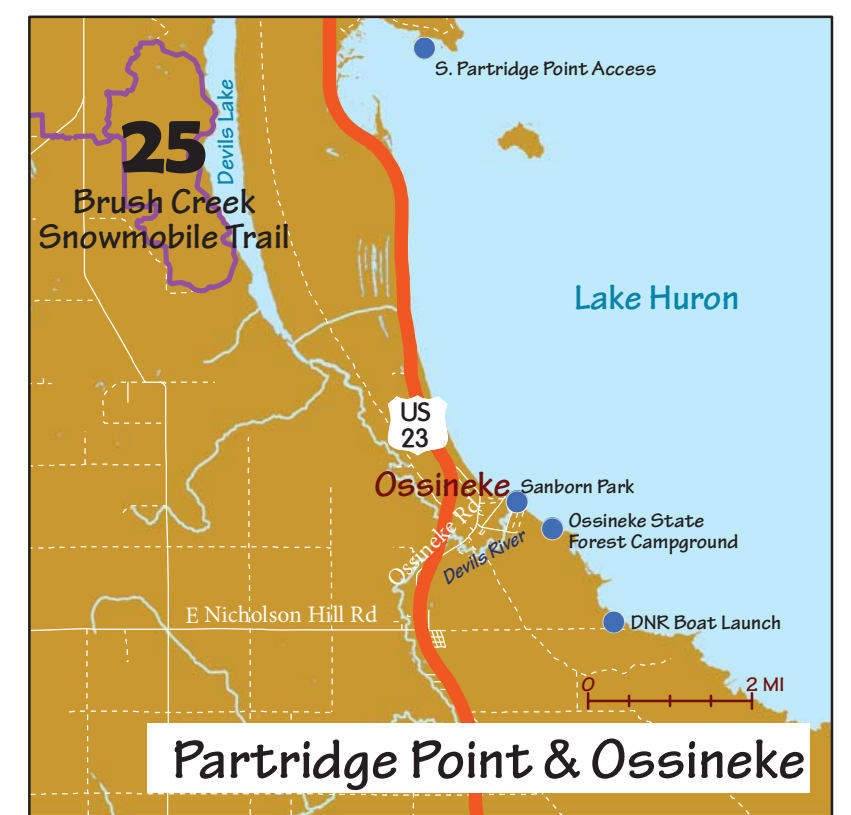 S. Partridge Point Access
Devils Lake
25
Brush Creek
Snowmobile Trail
Lake Huron
US
23
Ossineke
Sanborn Park
Ossineke Rd
Ossineke State
Forest Campground
Devils River
E Nicholson Hill Rd
DNR Boat Launch
0 2 MI
Partridge Point & Ossineke